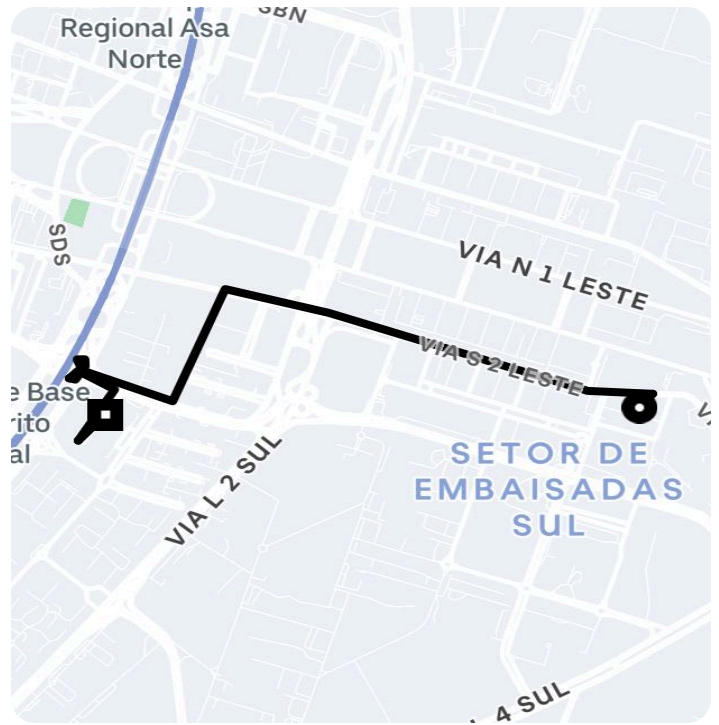 SBN
Regional Asa
Norte
SDS
VIA N 1 LESTE
VIA S 2 LESTE
e Base
rito
al
VIA L 2 SUL
SETOR DE
EMBAISADAS
SUL
L 4 SUL